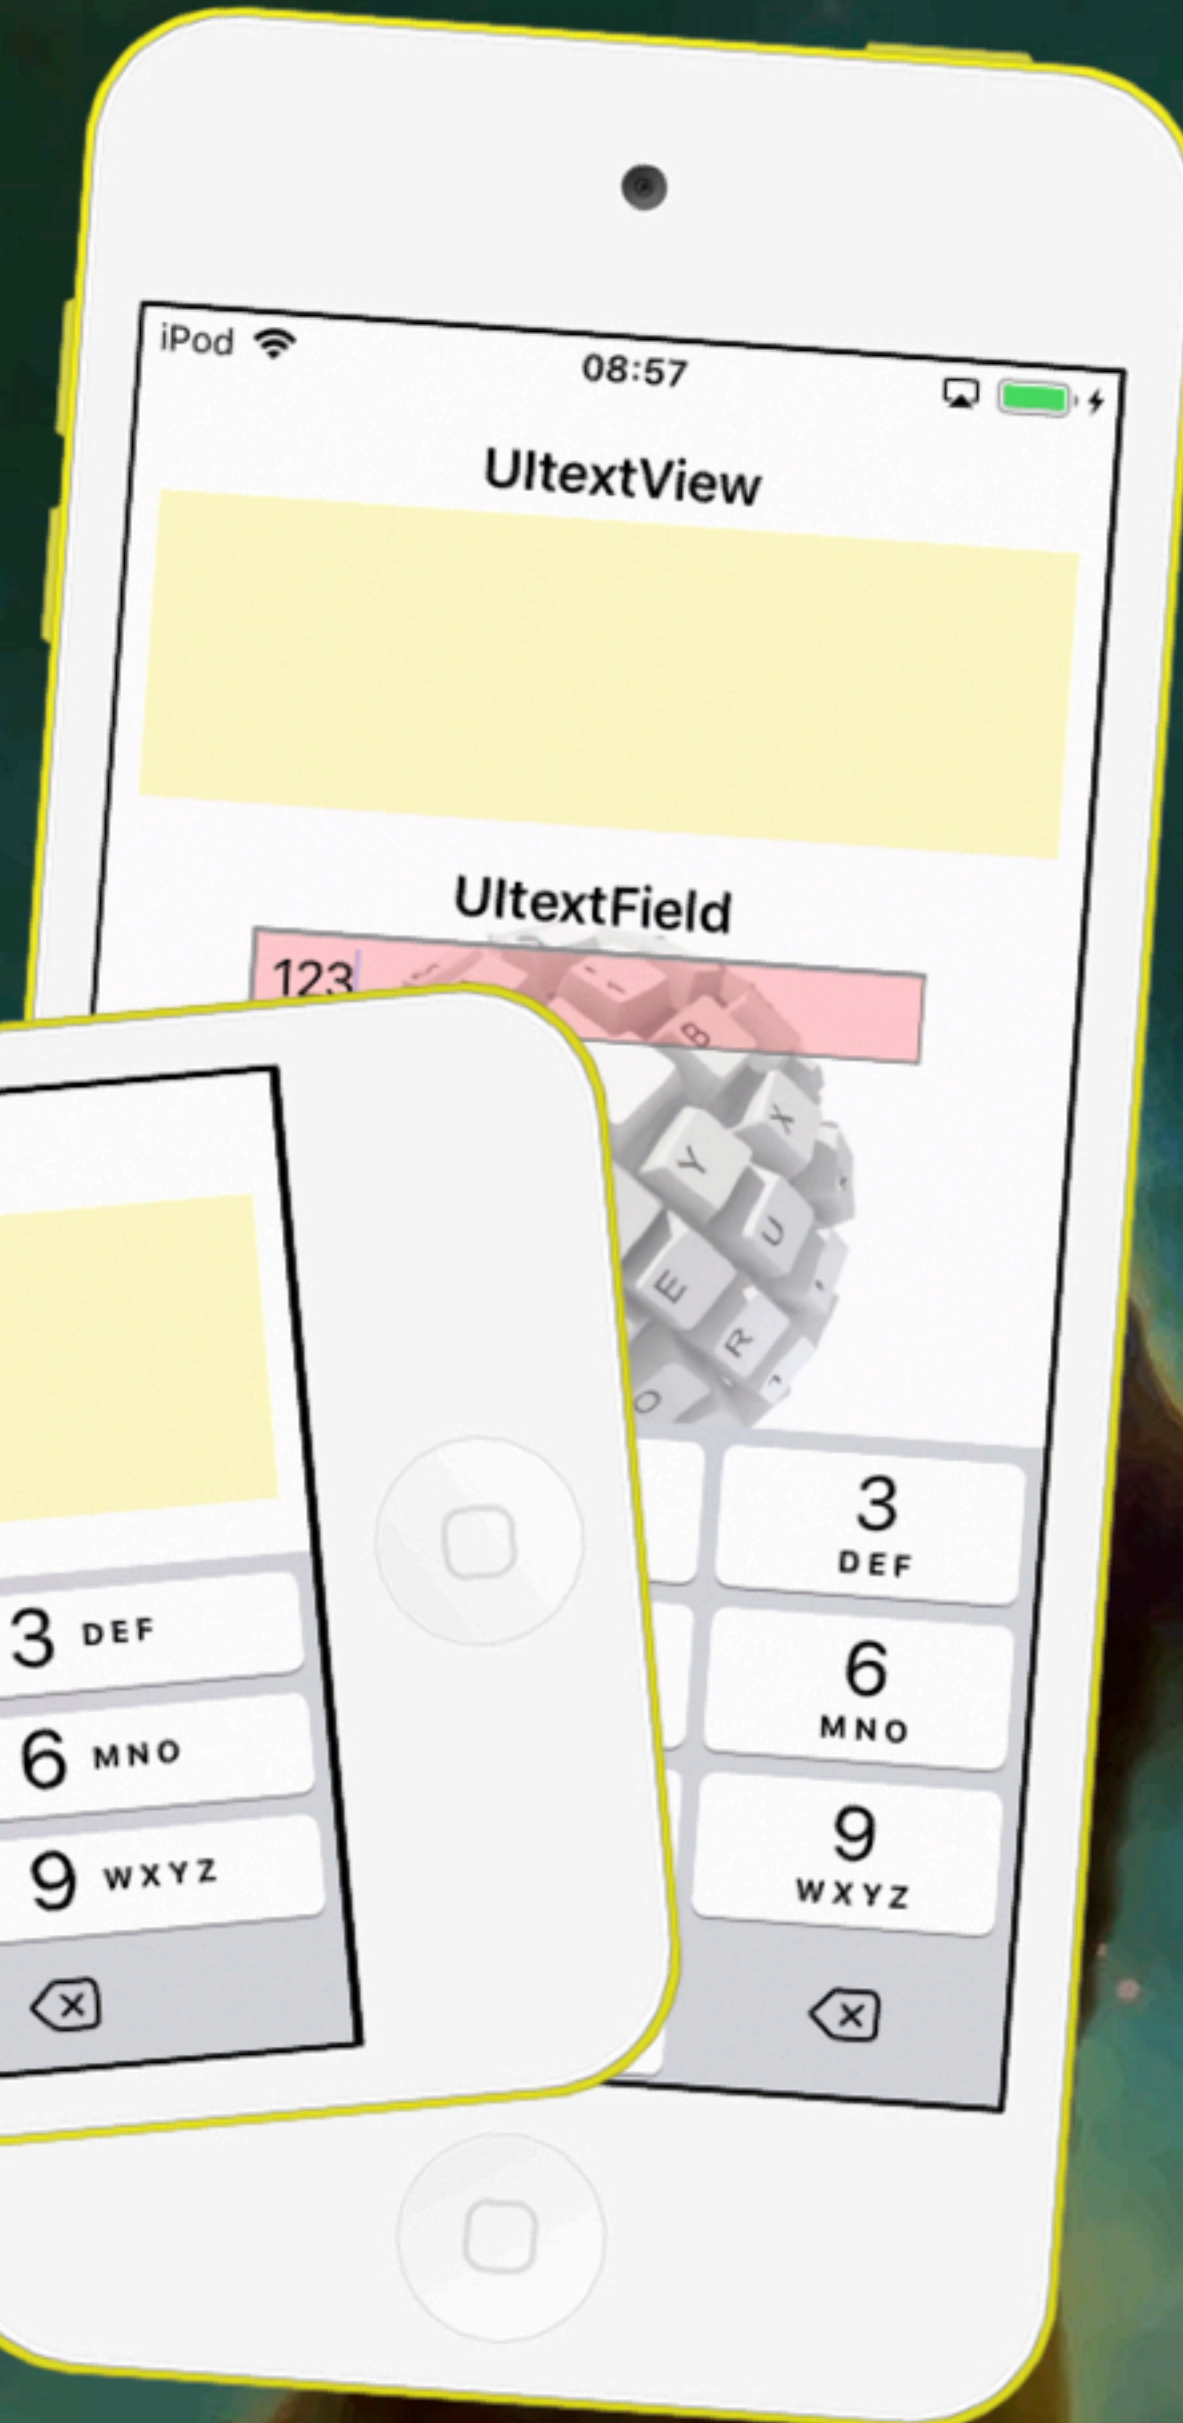 iPod
08:57
UItextView
UItextField
123
B
X
Y
U
E
R
O
3
DEF
6
MNO
9
WXYZ
3 DEF
6 MNO
9 WXYZ